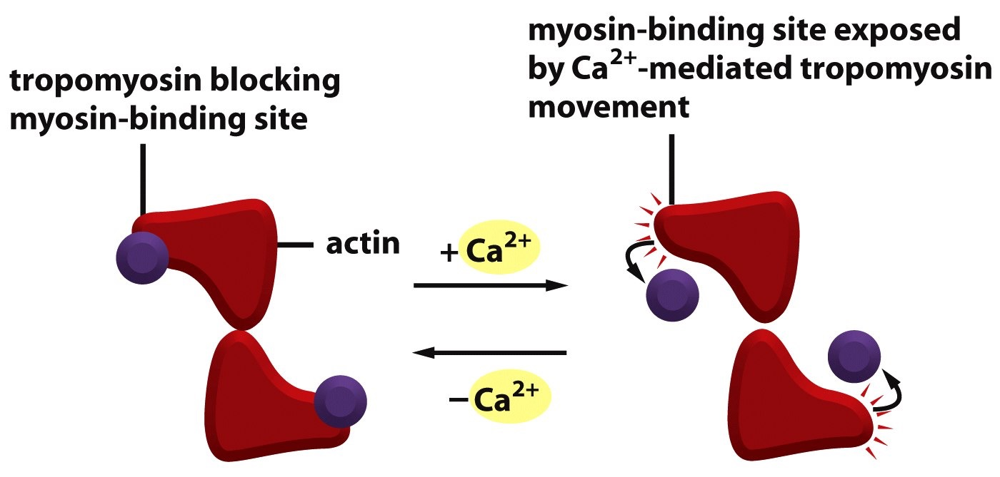 tropomyosin blocking
myosin-binding site
myosin-binding site exposed
by Ca²⁺-mediated tropomyosin
movement
actin
+ Ca²⁺
− Ca²⁺